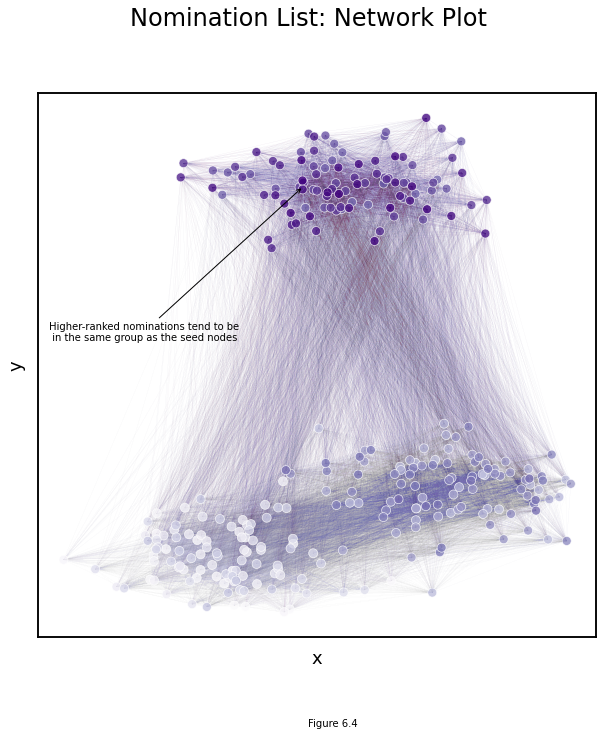 Nomination List: Network Plot
Higher-ranked nominations tend to be
in the same group as the seed nodes
y
x
Figure 6.4